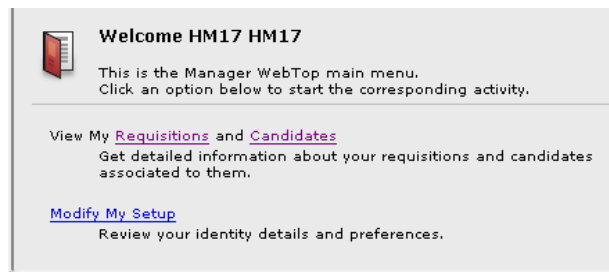 Welcome HM17 HM17
This is the Manager WebTop main menu.
Click an option below to start the corresponding activity.
View My Requisitions and Candidates
Get detailed information about your requisitions and candidates
associated to them.
Modify My Setup
Review your identity details and preferences.